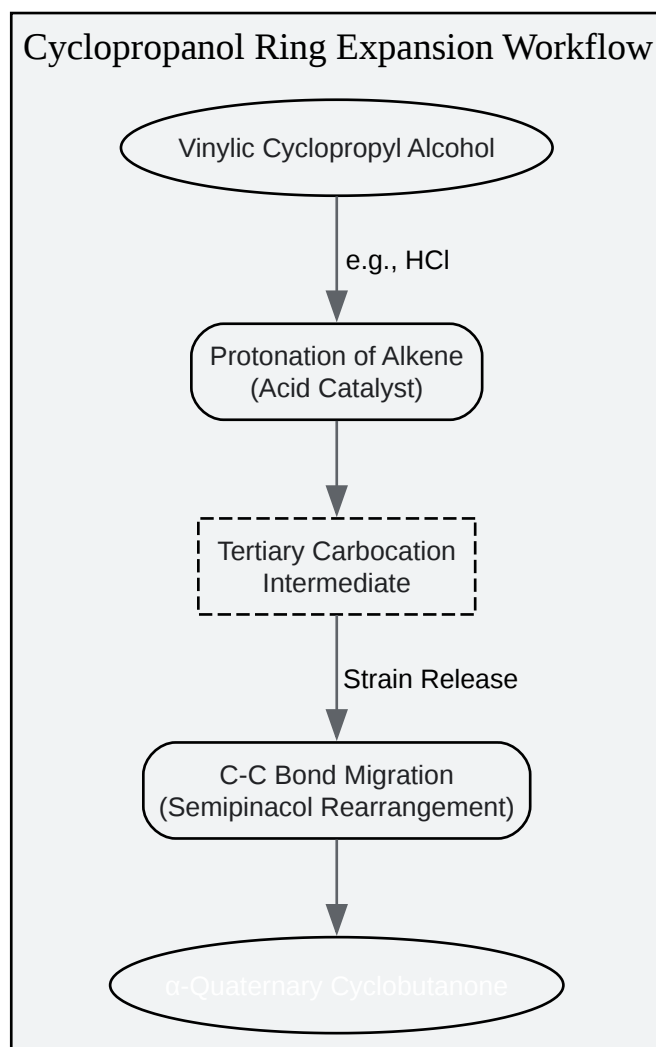 Cyclopropanol Ring Expansion Workflow
Vinylic Cyclopropyl Alcohol
e.g., HCl
Protonation of Alkene
(Acid Catalyst)
Tertiary Carbocation
Intermediate
Strain Release
C-C Bond Migration
(Semipinacol Rearrangement)
α-Quaternary Cyclobutanone